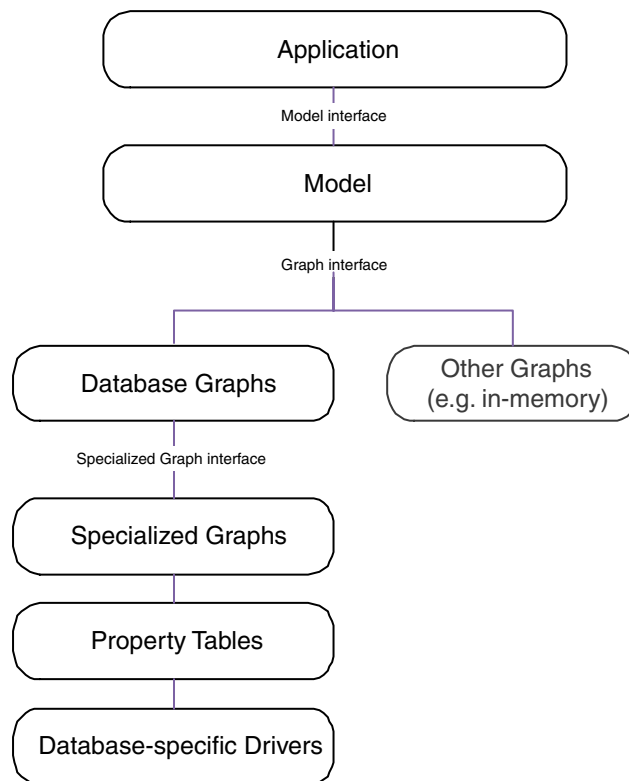 Application
Model interface
Model
Graph interface
Database Graphs
Other Graphs
(e.g. in-memory)
Specialized Graph interface
Specialized Graphs
Property Tables
Database-specific Drivers